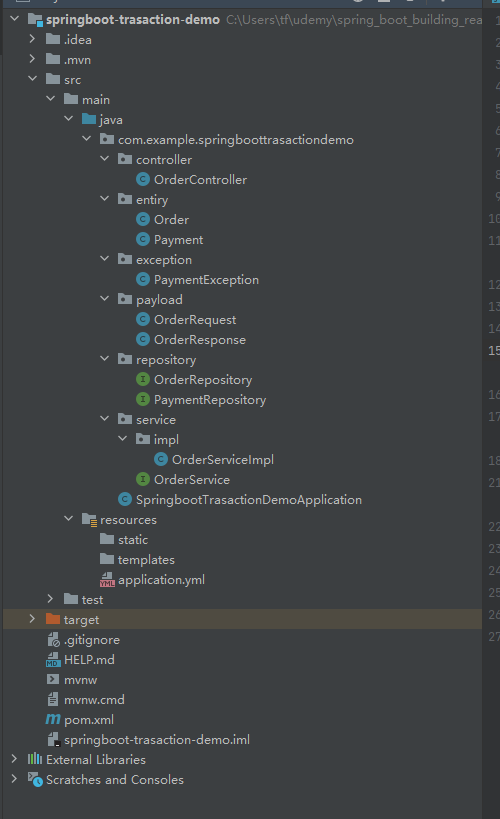 springboot-trasaction-demo C:\Users\tf\udemy\spring_boot_building_rea
.idea
.mvn
src
main
java
com.example.springboottrasactiondemo
controller
OrderController
entiry
Order
Payment
exception
PaymentException
payload
OrderRequest
OrderResponse
repository
OrderRepository
PaymentRepository
service
impl
OrderServiceImpl
OrderService
SpringbootTrasactionDemoApplication
resources
static
templates
application.yml
test
target
.gitignore
HELP.md
mvnw
mvnw.cmd
pom.xml
springboot-trasaction-demo.iml
External Libraries
Scratches and Consoles